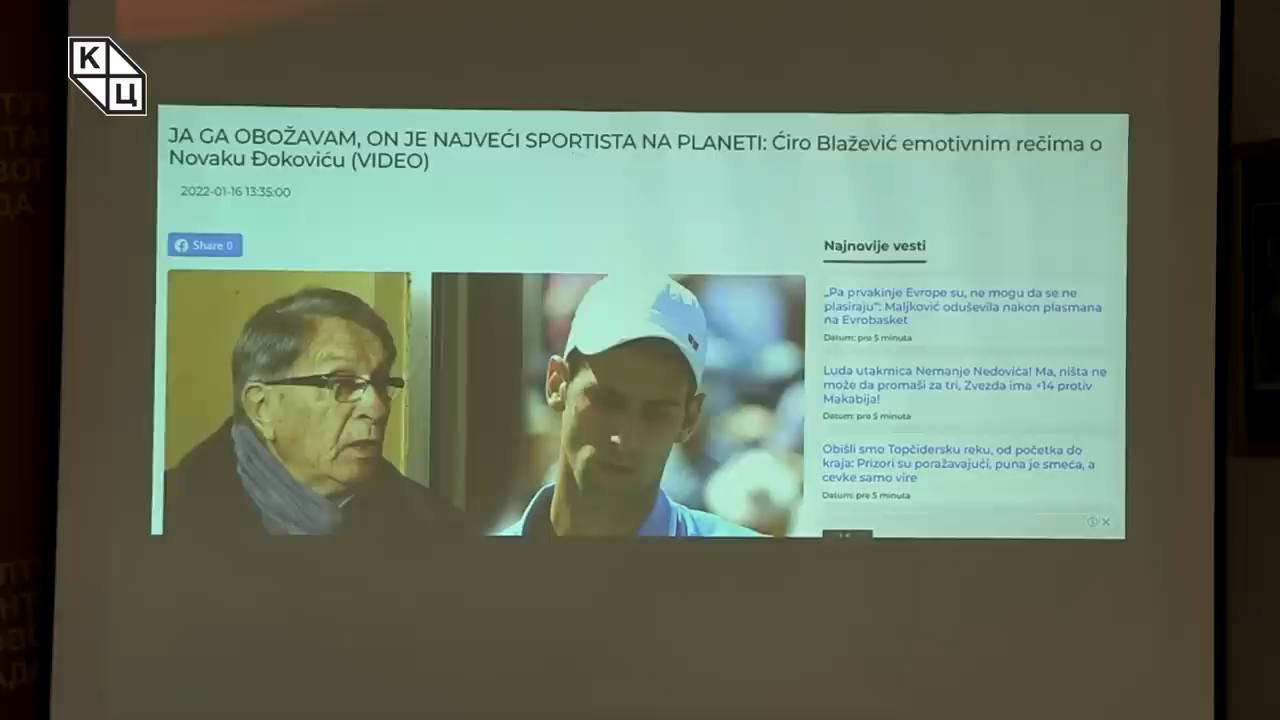 К
Ц
JA GA OBOŽAVAM, ON JE NAJVEĆI SPORTISTA NA PLANETI: Ćiro Blažević emotivnim rečima o
Novaku Đokoviću (VIDEO)
2022-01-16 13:35:00
Share 0
Najnovije vesti
„Pa prvakinje Evrope su, ne mogu da se ne
plasiraju“: Maljković oduševila nakon plasmana
na Evrobasket
Datum: pre 5 minuta
Luda utakmica Nemanje Nedovića! Ma, ništa ne
može da promaši za tri, Zvezda ima +14 protiv
Makabija!
Datum: pre 5 minuta
Obišli smo Topčidersku reku, od početka do
kraja: Prizori su poražavajući, puna je smeća, a
cevke samo vire
Datum: pre 5 minuta